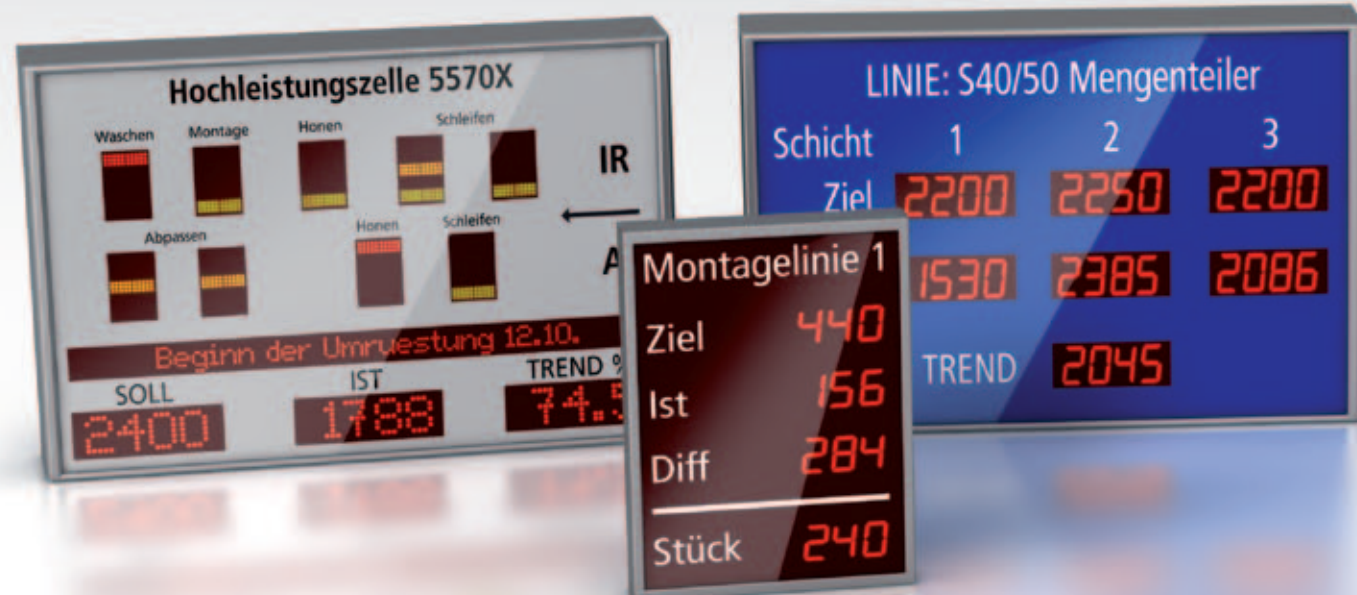 Hochleistungszelle 5570X
Waschen Montage Honen Schleifen
IR
Abpassen Honen Schleifen
Beginn der Umruestung 12.10.
SOLL IST TREND %
2400 1788 74.5
LINIE: S40/50 Mengenteiler
Schicht 1 2 3
Ziel 2200 2250 2200
1530 2385 2086
TREND 2045
Montagelinie 1
Ziel 440
Ist 156
Diff 284
Stück 240